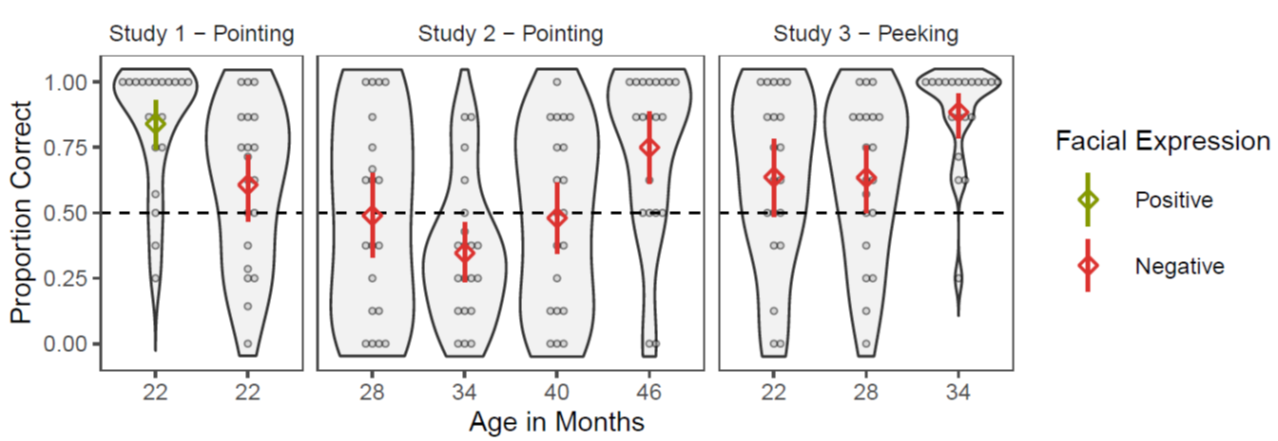 Study 1 − Pointing
Study 2 − Pointing
Study 3 − Peeking
Proportion Correct
1.00
0.75
0.50
0.25
0.00
22 22
28 34 40 46
22 28 34
Age in Months
Facial Expression
Positive
Negative